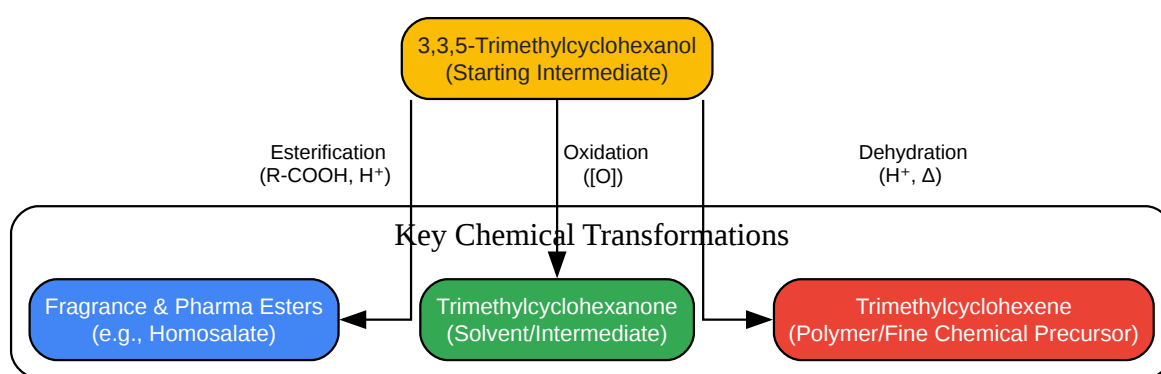 3,3,5-Trimethylcyclohexanol
(Starting Intermediate)
Esterification
(R-COOH, H⁺)
Oxidation
([O])
Dehydration
(H⁺, Δ)
Key Chemical Transformations
Fragrance & Pharma Esters
(e.g., Homosalate)
Trimethylcyclohexanone
(Solvent/Intermediate)
Trimethylcyclohexene
(Polymer/Fine Chemical Precursor)